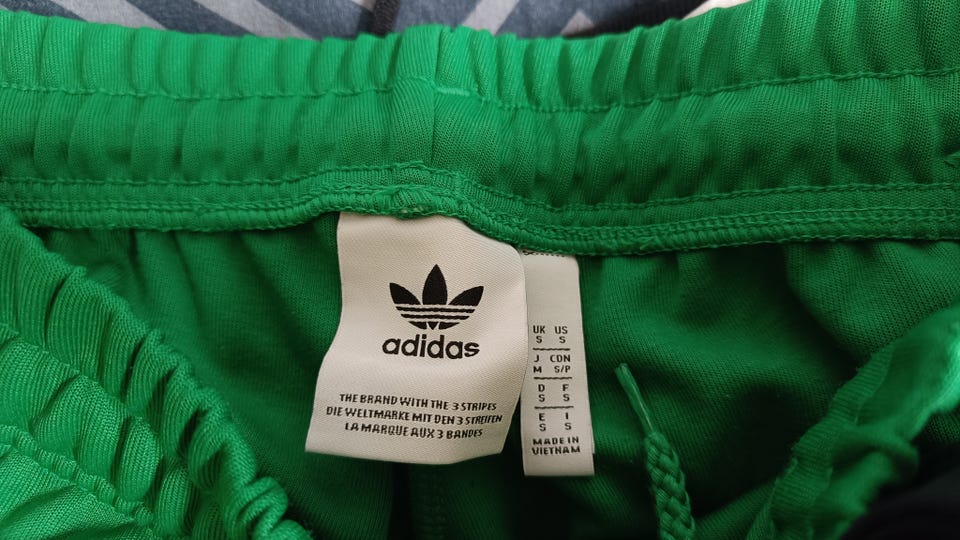 adidas
THE BRAND WITH THE 3 STRIPES
DIE WELTMARKE MIT DEN 3 STREIFEN
LA MARQUE AUX 3 BANDES
UK US
S S
J CDN
M S/P
D F
S S
E I
S S
MADE IN
VIETNAM